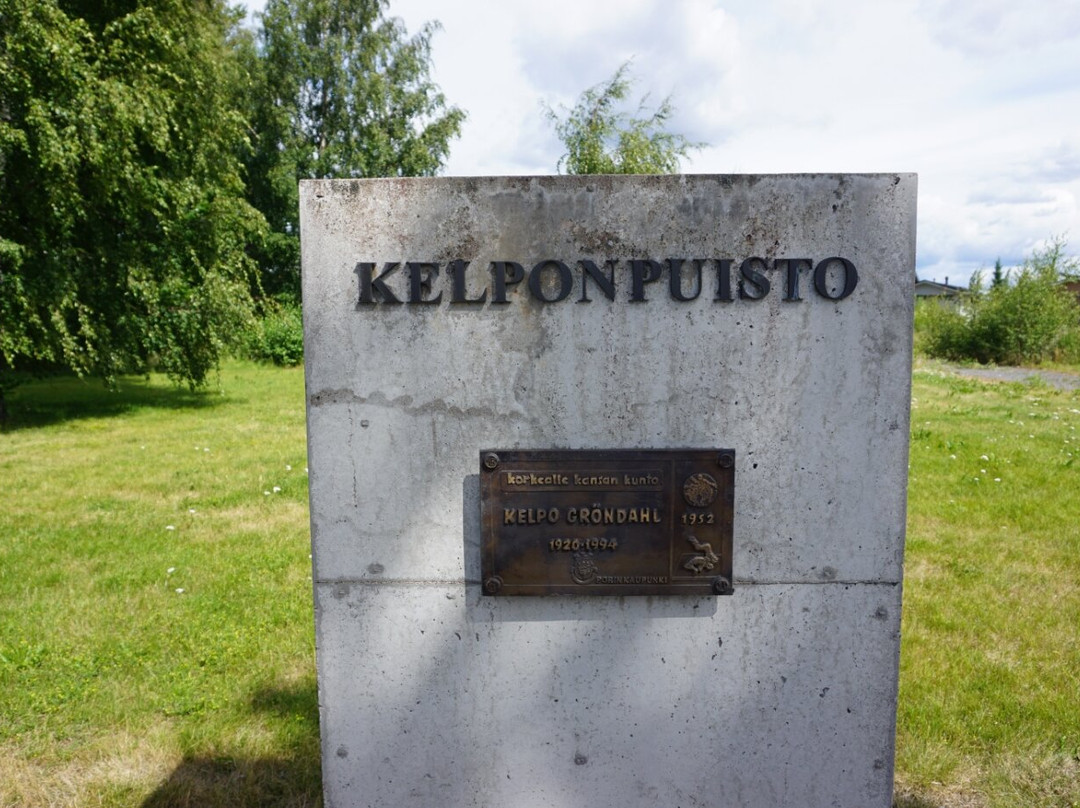 KELPONPUISTO
korkealle kansan kunto
KELPO GRÖNDAHL
1952
1920-1994
PORIN KAUPUNKI